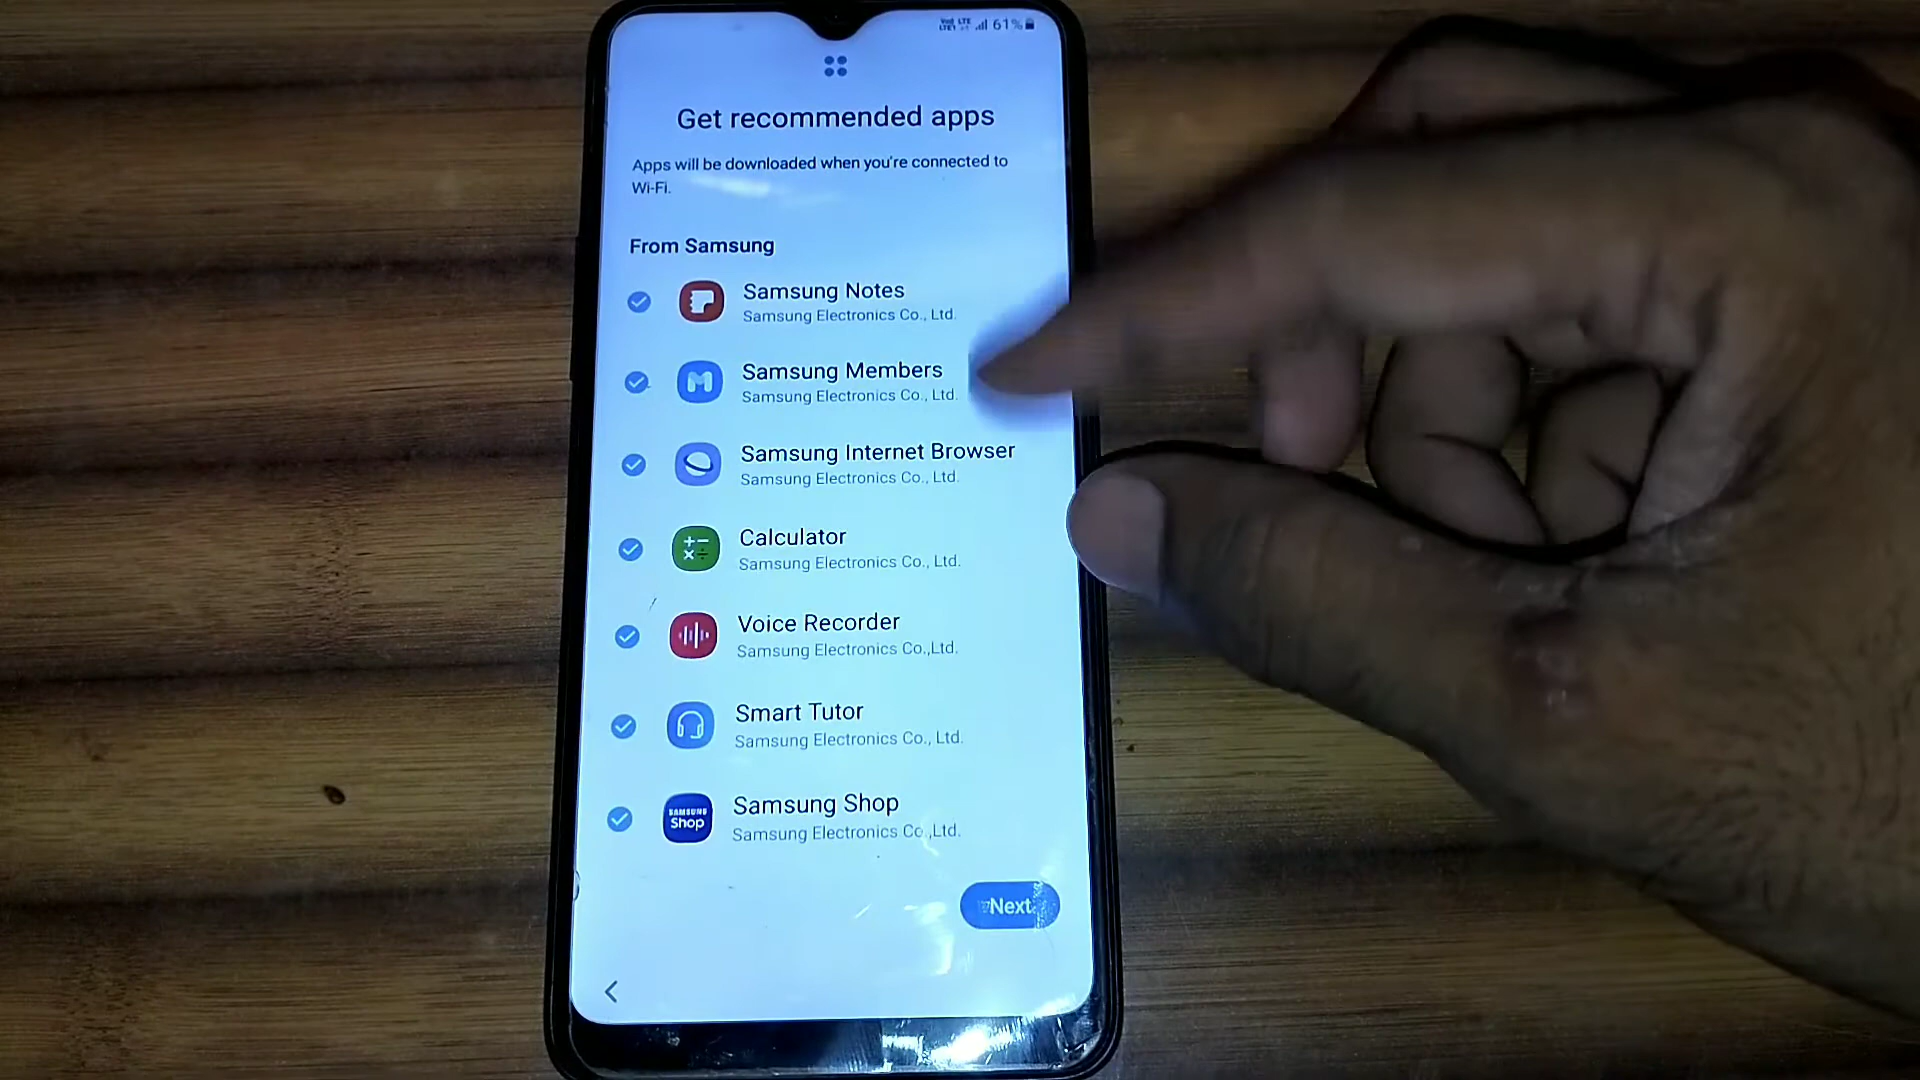 61%
Get recommended apps
Apps will be downloaded when you're connected to
Wi-Fi.
From Samsung
Samsung Notes
Samsung Electronics Co., Ltd.
Samsung Members
Samsung Electronics Co., Ltd.
Samsung Internet Browser
Samsung Electronics Co., Ltd.
Calculator
Samsung Electronics Co., Ltd.
Voice Recorder
Samsung Electronics Co.,Ltd.
Smart Tutor
Samsung Electronics Co., Ltd.
SAMSUNG
Shop
Samsung Shop
Samsung Electronics Co.,Ltd.
Next